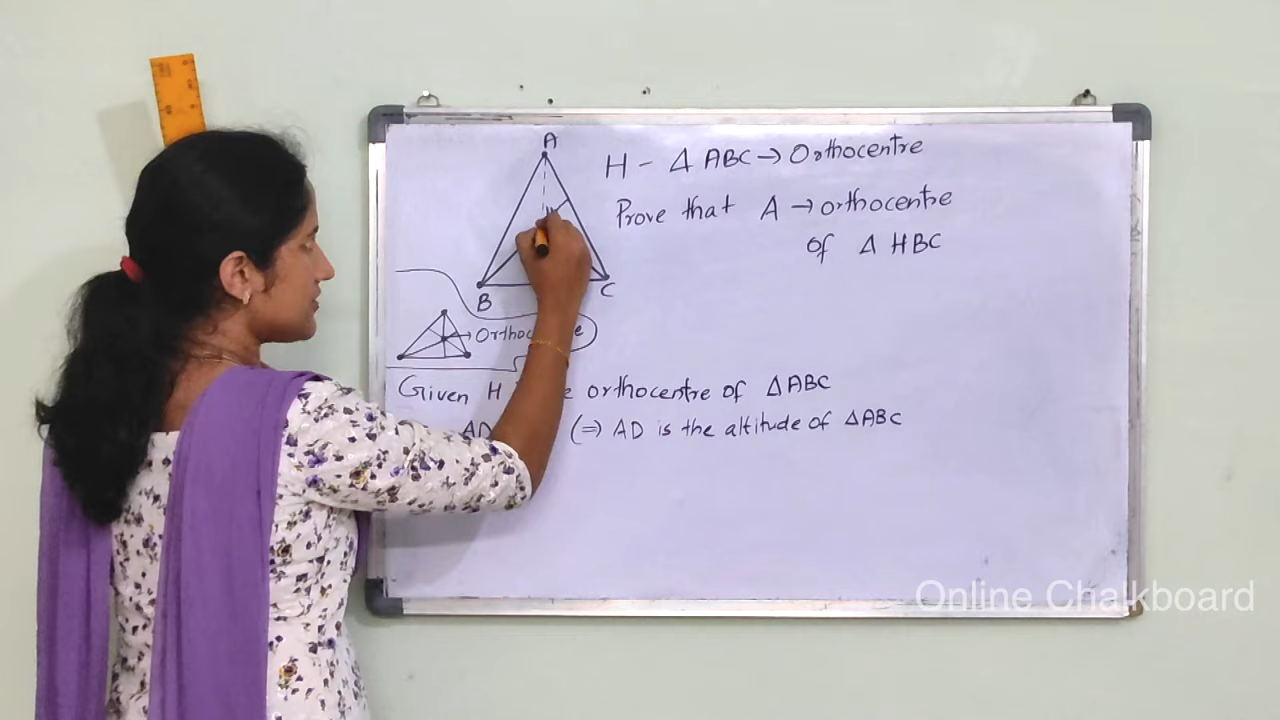 A
H - Δ ABC → Orthocentre
Prove that A → orthocentre
of Δ HBC
B
C
Given H orthocentre of ΔABC
AD (⇒ AD is the altitude of ΔABC
Online Chalkboard